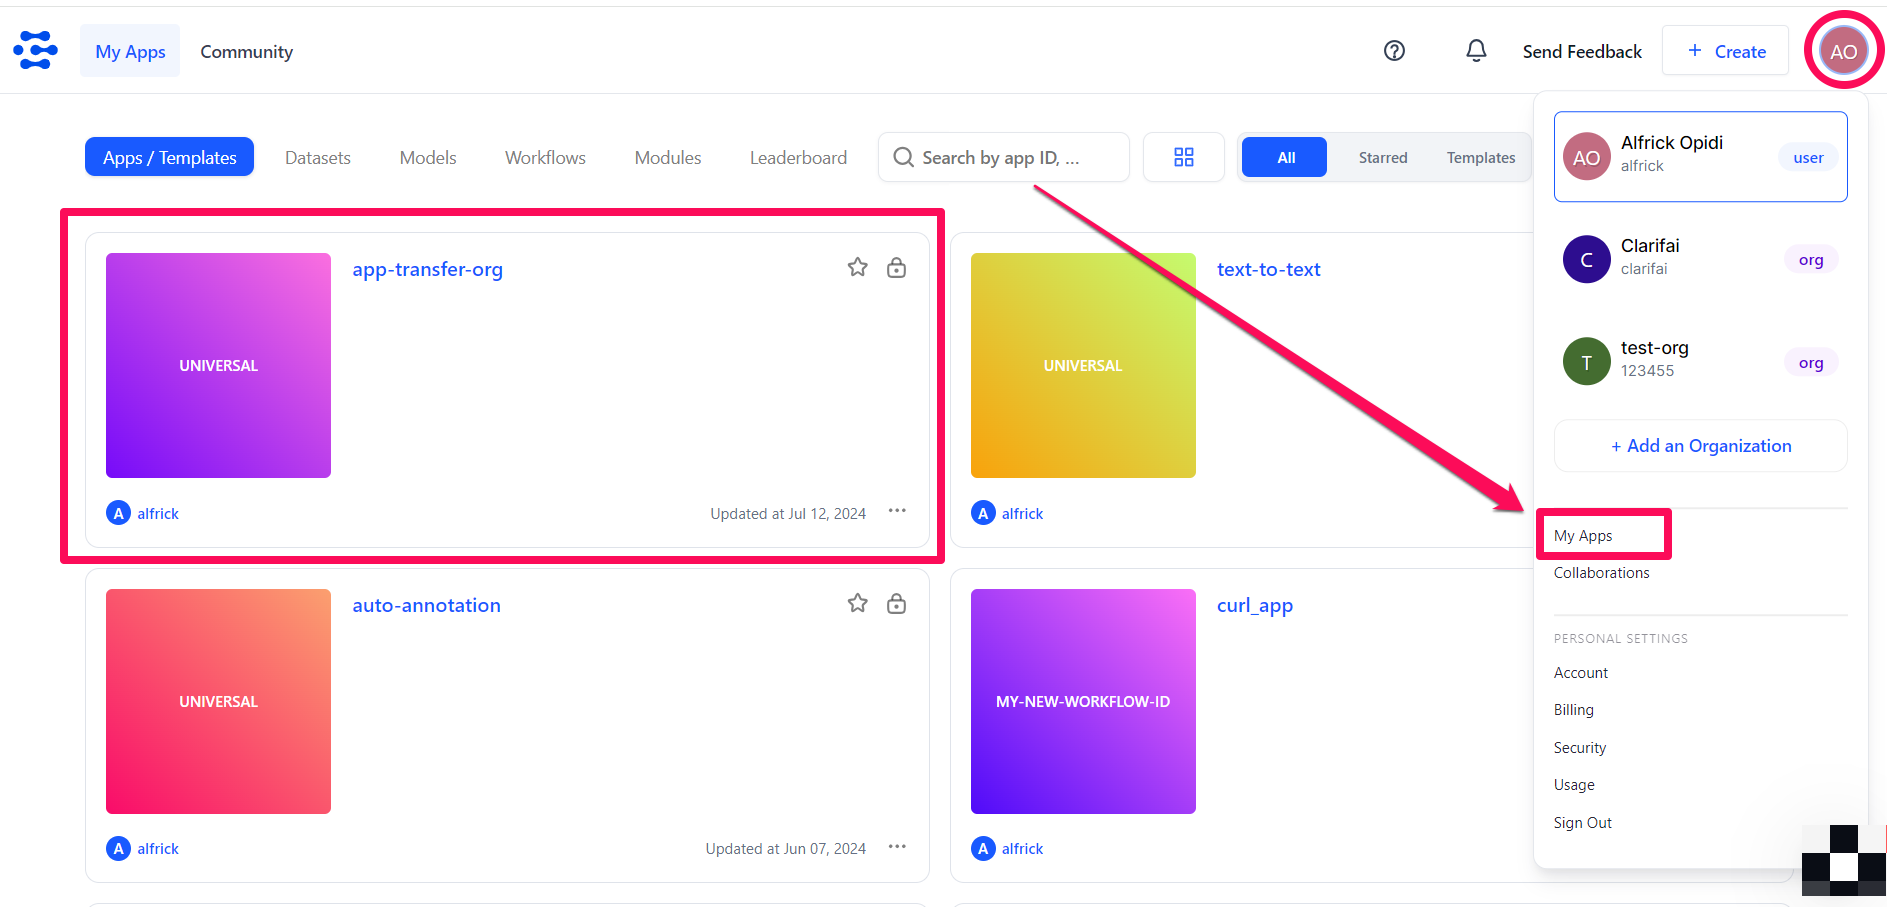 My Apps
Community
Send Feedback
+ Create
AO
Apps / Templates
Datasets
Models
Workflows
Modules
Leaderboard
Search by app ID, ...
All
Starred
Templates
UNIVERSAL
app-transfer-org
A alfrick
Updated at Jul 12, 2024
UNIVERSAL
text-to-text
A alfrick
UNIVERSAL
auto-annotation
A alfrick
Updated at Jun 07, 2024
MY-NEW-WORKFLOW-ID
curl_app
A alfrick
AO
Alfrick Opidi
alfrick
user
C
Clarifai
clarifai
org
T
test-org
123455
org
+ Add an Organization
My Apps
Collaborations
PERSONAL SETTINGS
Account
Billing
Security
Usage
Sign Out